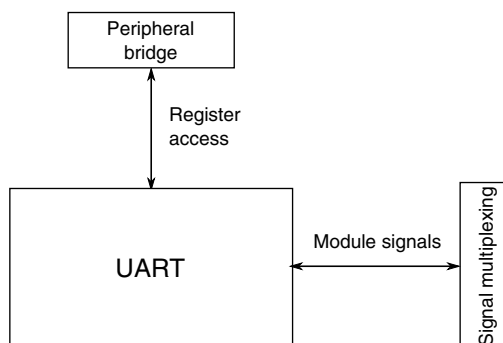 Peripheral
bridge
Register
access
UART
Module signals
Signal multiplexing